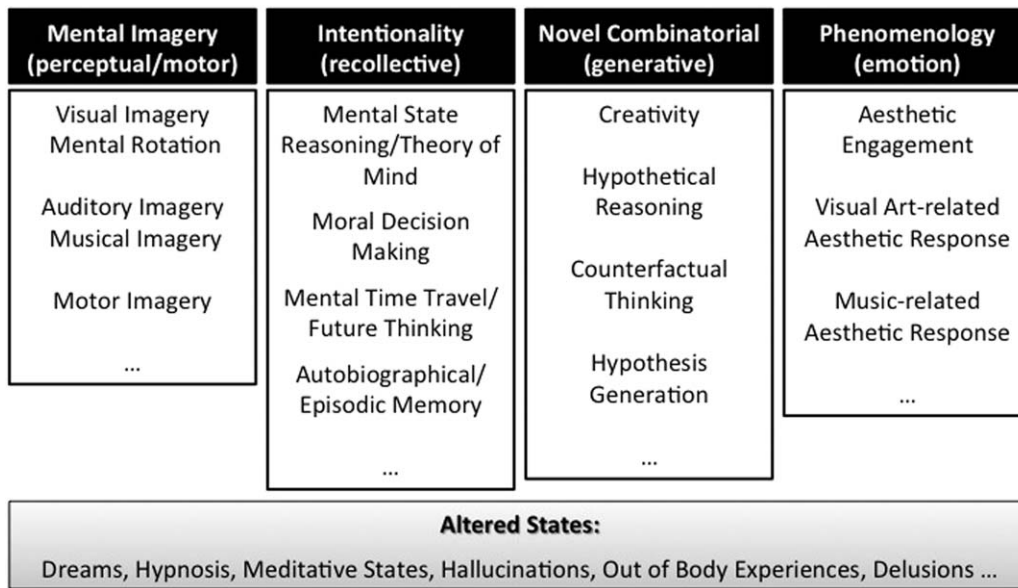 Mental Imagery
(perceptual/motor)
Visual Imagery
Mental Rotation
Auditory Imagery
Musical Imagery
Motor Imagery
...
Intentionality
(recollective)
Mental State
Reasoning/Theory of
Mind
Moral Decision
Making
Mental Time Travel/
Future Thinking
Autobiographical/
Episodic Memory
...
Novel Combinatorial
(generative)
Creativity
Hypothetical
Reasoning
Counterfactual
Thinking
Hypothesis
Generation
...
Phenomenology
(emotion)
Aesthetic
Engagement
Visual Art-related
Aesthetic Response
Music-related
Aesthetic Response
...
Altered States:
Dreams, Hypnosis, Meditative States, Hallucinations, Out of Body Experiences, Delusions ...